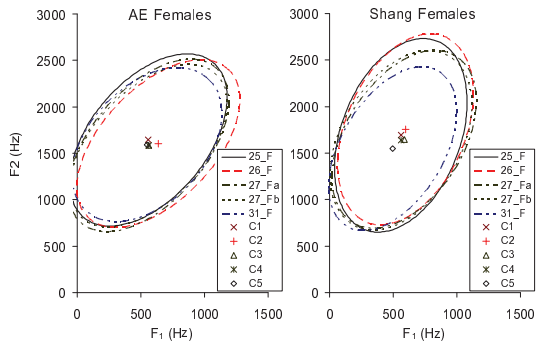 AE Females
Shang Females
F2 (Hz)
3000
2500
2000
1500
1000
500
0
0 500 1000 1500
F1 (Hz)
25_F
26_F
27_Fa
27_Fb
31_F
C1
C2
C3
C4
C5
3000
2500
2000
1500
1000
500
0
0 500 1000 1500
F1 (Hz)
25_F
26_F
27_Fa
27_Fb
31_F
C1
C2
C3
C4
C5